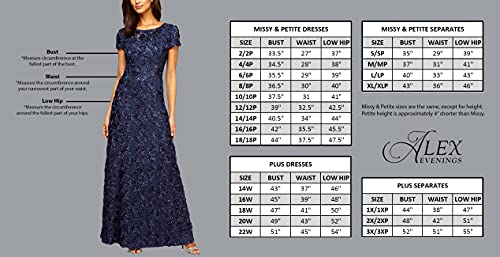 Bust
*Measure circumference at the
fullest part of the bust.
Waist
*Measure the circumference around
your narrowest part of your waist.
Low Hip
*Measure the circumference
around the fullest part of your hips.
MISSY & PETITE DRESSES
SIZE BUST WAIST LOW HIP
2/2P 33.5" 27" 37"
4/4P 34.5" 28" 38"
6/6P 35.5" 29" 39"
8/8P 36.5" 30" 40"
10/10P 37.5" 31 41"
12/12P 39" 32.5" 42.5"
14/14P 40.5" 34" 44"
16/16P 42" 35.5" 45.5"
18/18P 44" 37.5" 47.5"
PLUS DRESSES
SIZE BUST WAIST LOW HIP
14W 43" 37" 46"
16W 45" 39" 48"
18W 47" 41" 50"
20W 49" 43" 52"
22W 51" 45" 54"
MISSY & PETITE SEPARATES
SIZE BUST WAIST LOW HIP
S/SP 35" 29" 39"
M/MP 37" 31" 41"
L/LP 40" 33" 43"
XL/XLP 43" 36" 46"
Missy & Petite sizes are the same, except for height.
Petite height is approximately 4" shorter than Missy.
ALEX
EVENINGS
PLUS SEPARATES
SIZE BUST WAIST LOW HIP
1X/1XP 44" 38" 47"
2X/2XP 48" 42" 51"
3X/3XP 52" 46" 55"